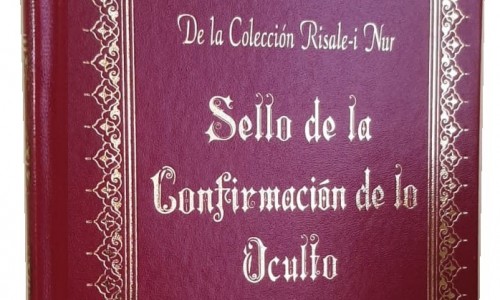 De la Colección Risale-i Nur
Sello de la
Confirmación de lo
Oculto